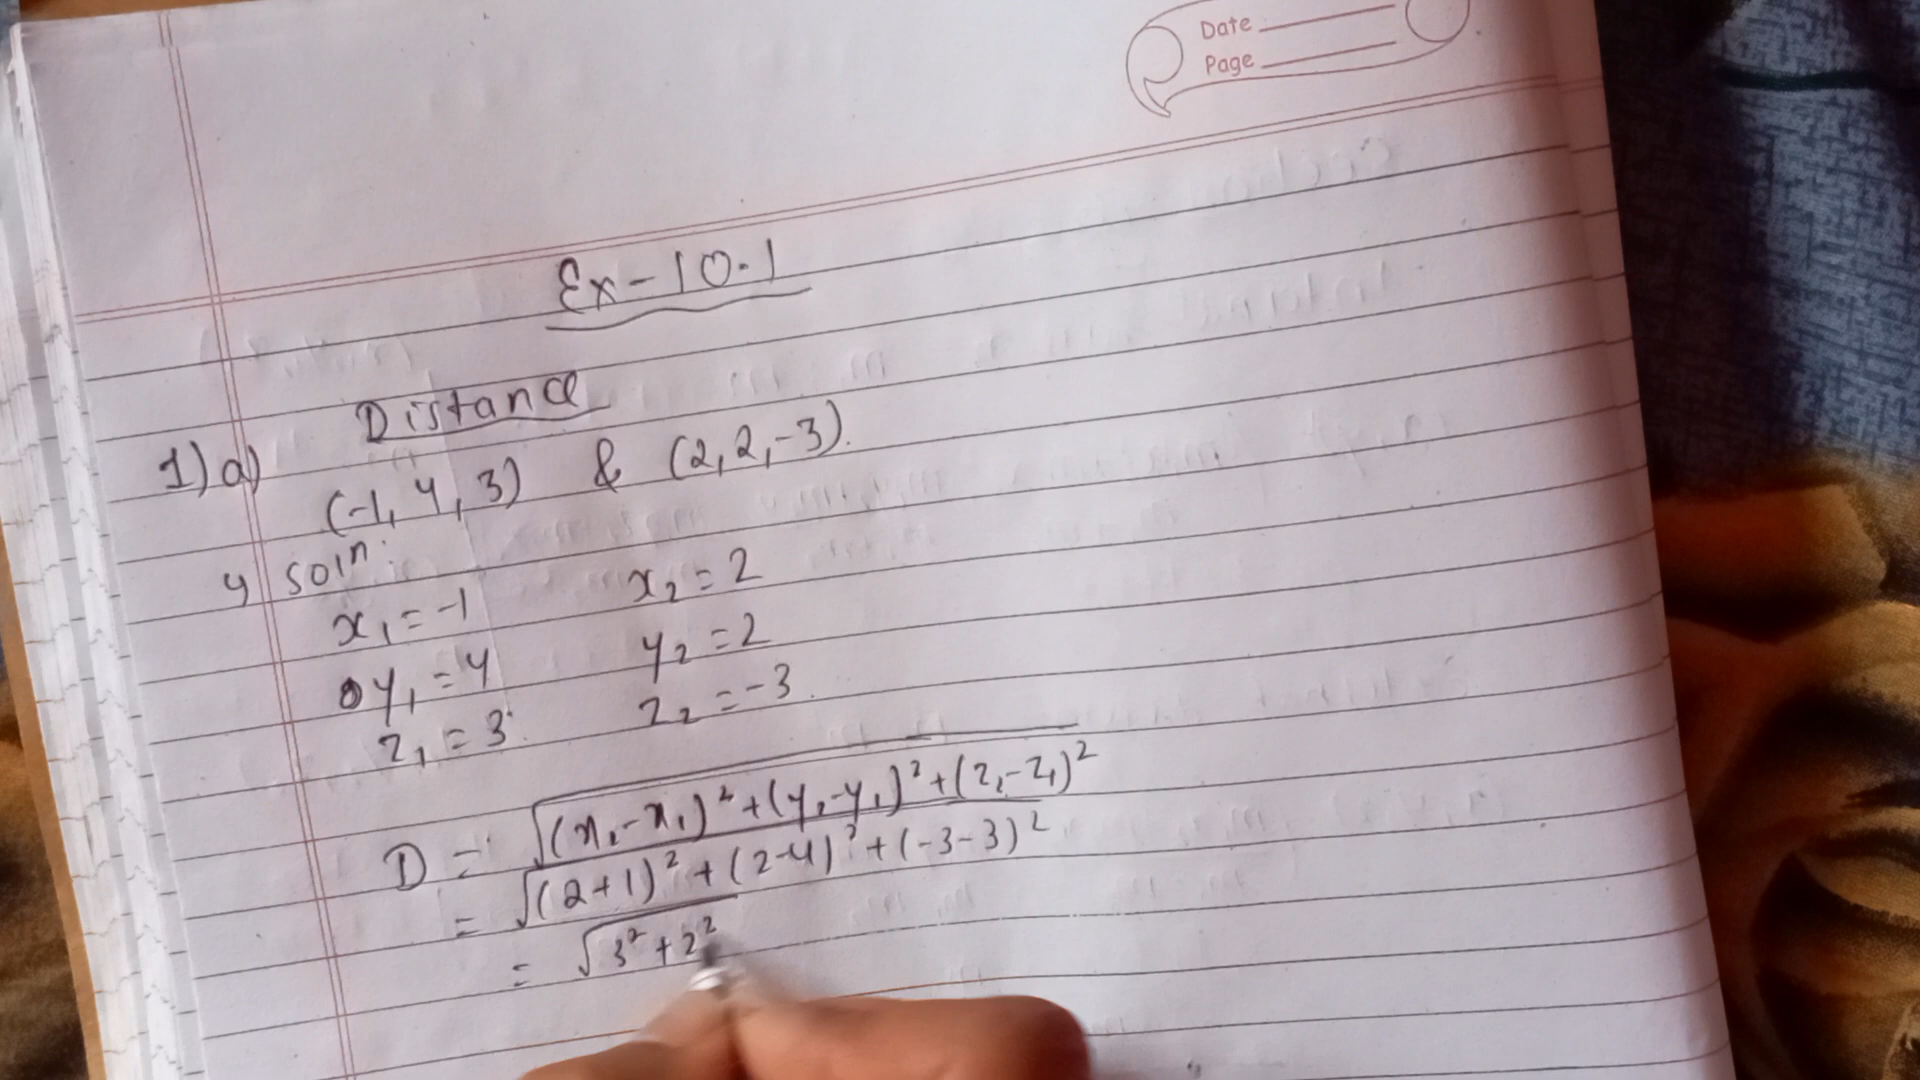 Date
Page
Ex-10.1
Distance
1) a) (-1, 4, 3) & (2, 2, -3).
soln:
x₁ = -1 x₂ = 2
y₁ = 4 y₂ = 2
z₁ = 3 z₂ = -3
D = √(x₂-x₁)² + (y₂-y₁)² + (z₂-z₁)²
= √(2+1)² + (2-4)² + (-3-3)²
= √3² + 2²